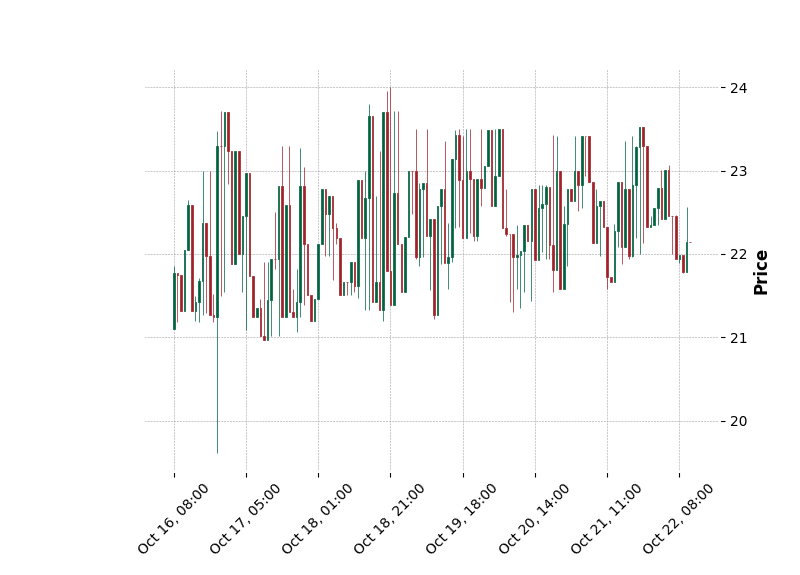 24
23
22
21
20
Price
Oct 16, 08:00
Oct 17, 05:00
Oct 18, 01:00
Oct 18, 21:00
Oct 19, 18:00
Oct 20, 14:00
Oct 21, 11:00
Oct 22, 08:00